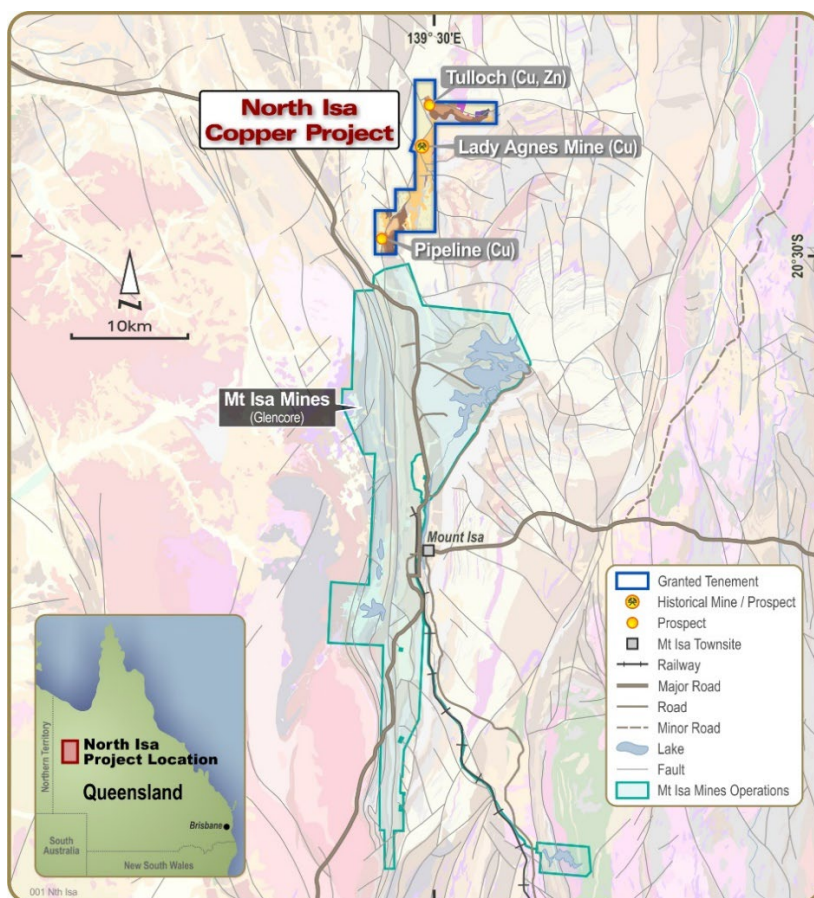 139° 30'E
Tulloch (Cu, Zn)
North Isa
Copper Project
Lady Agnes Mine (Cu)
Pipeline (Cu)
20°30'S
N
10km
Mt Isa Mines
(Glencore)
Mount Isa
Granted Tenement
Historical Mine / Prospect
Prospect
Mt Isa Townsite
Railway
Major Road
Road
Minor Road
Lake
Fault
Mt Isa Mines Operations
Northern Territory
North Isa
Project Location
Queensland
Brisbane
South
Australia
New South Wales
001 Nth Isa